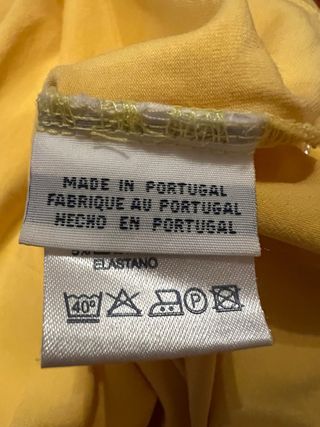 MADE IN PORTUGAL
FABRIQUE AU PORTUGAL
HECHO EN PORTUGAL
ELASTANO
40°
P